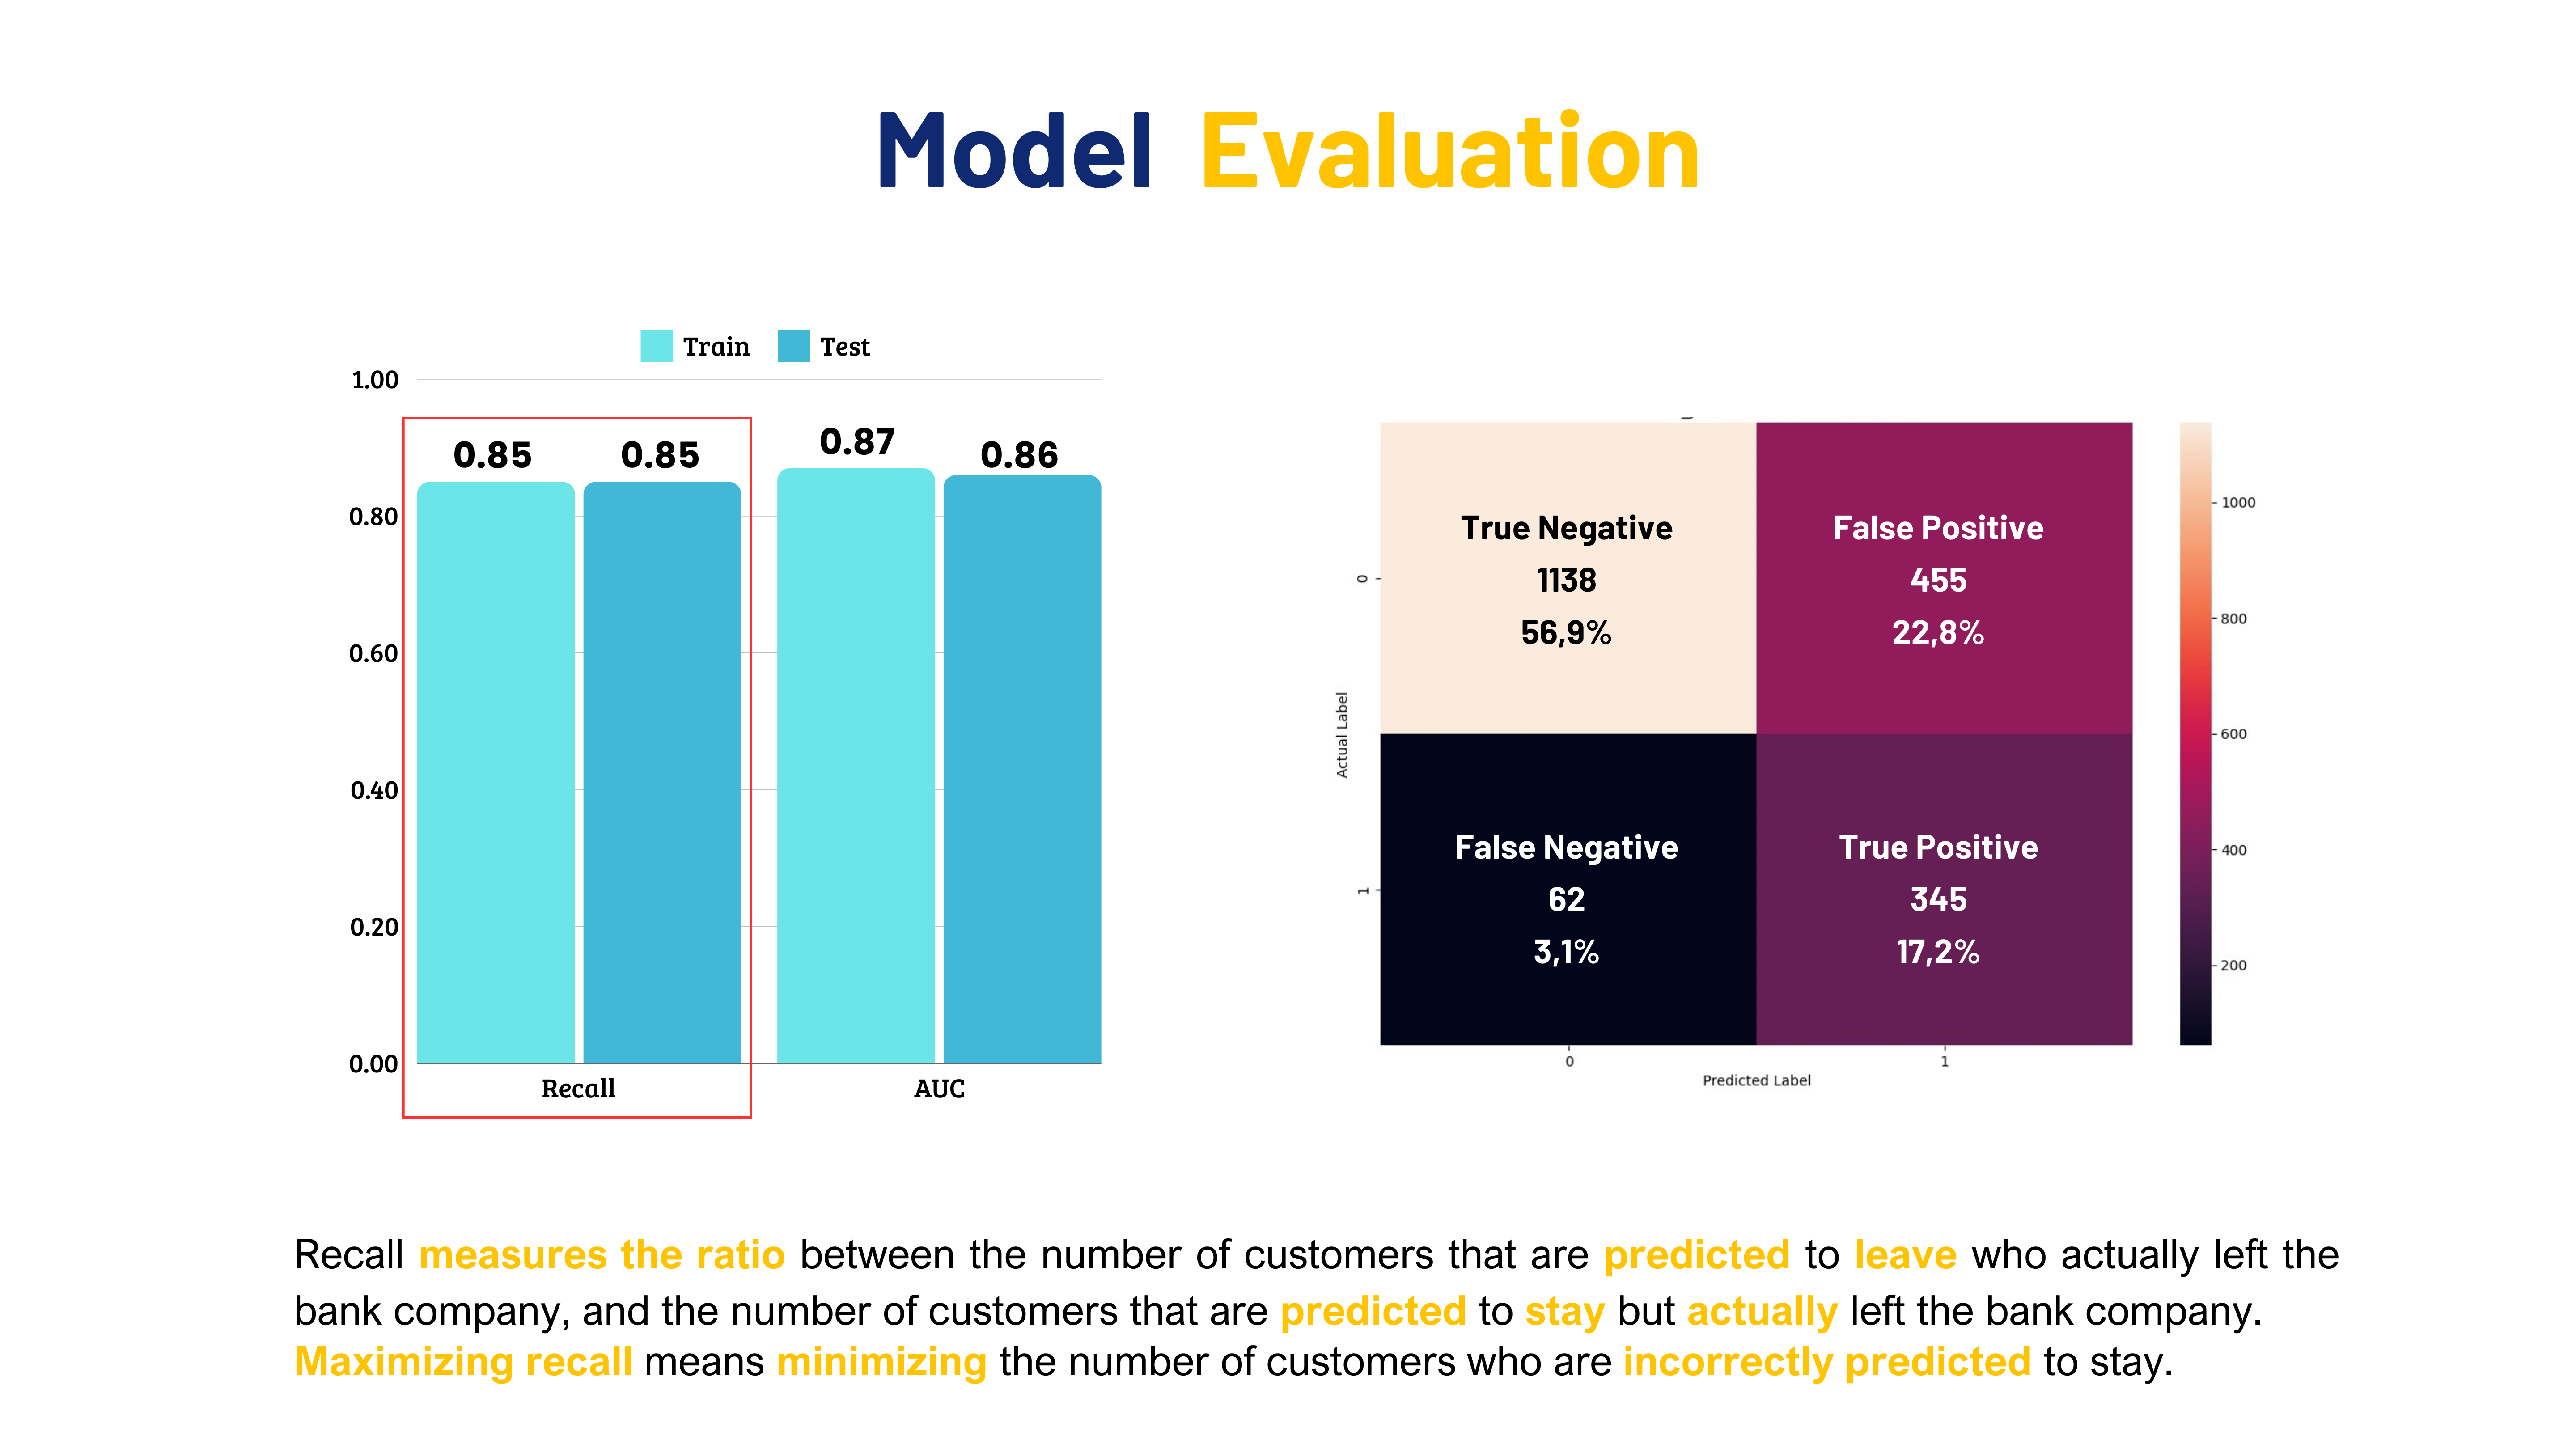 Model Evaluation
Train Test
1.00
0.80
0.60
0.40
0.20
0.00
0.85 0.85 0.87 0.86
Recall AUC
True Negative
1138
56,9%
False Positive
455
22,8%
False Negative
62
3,1%
True Positive
345
17,2%
Actual Label
0
1
0 1
Predicted Label
1000
800
600
400
200
Recall measures the ratio between the number of customers that are predicted to leave who actually left the
bank company, and the number of customers that are predicted to stay but actually left the bank company.
Maximizing recall means minimizing the number of customers who are incorrectly predicted to stay.